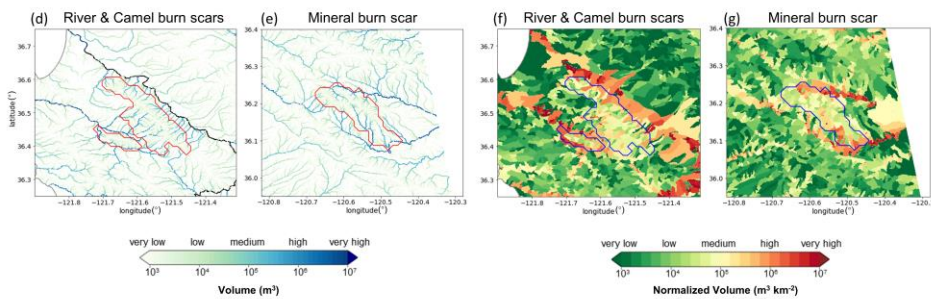 (d) River & Camel burn scars
(e) Mineral burn scar
(f) River & Camel burn scars
(g) Mineral burn scar
36.7
36.6
36.5
36.4
36.3
latitude(°)
−121.8 −121.7 −121.6 −121.5 −121.4
longitude(°)
36.4
36.3
36.2
36.1
36.0
−120.8 −120.7 −120.6 −120.5 −120.4 −120.3
longitude(°)
36.7
36.6
36.5
36.4
36.3
−121.8 −121.7 −121.6 −121.5 −121.4
longitude(°)
36.4
36.3
36.2
36.1
36.0
−120.8 −120.7 −120.6 −120.5 −120.4 −120.3
longitude(°)
very low low medium high very high
10³ 10⁴ 10⁵ 10⁶ 10⁷
Volume (m³)
very low low medium high very high
10³ 10⁴ 10⁵ 10⁶ 10⁷
Normalized Volume (m³ km⁻²)